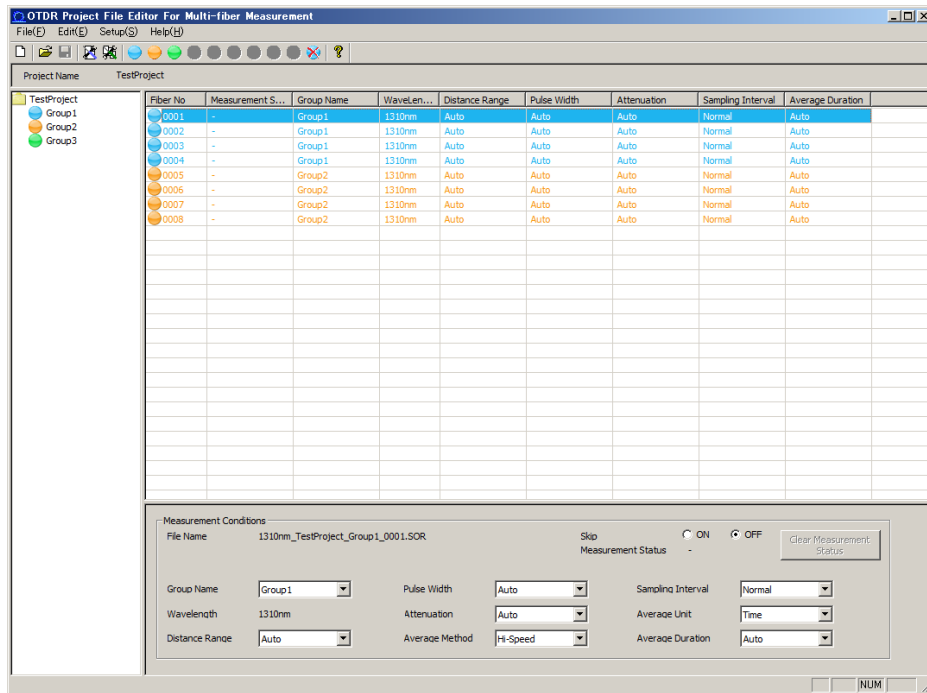 OTDR Project File Editor For Multi-fiber Measurement
File(F) Edit(E) Setup(S) Help(H)
Project Name TestProject
TestProject
Group1
Group2
Group3
Fiber No Measurement S... Group Name WaveLen... Distance Range Pulse Width Attenuation Sampling Interval Average Duration
0001 - Group1 1310nm Auto Auto Auto Normal Auto
0002 - Group1 1310nm Auto Auto Auto Normal Auto
0003 - Group1 1310nm Auto Auto Auto Normal Auto
0004 - Group1 1310nm Auto Auto Auto Normal Auto
0005 - Group2 1310nm Auto Auto Auto Normal Auto
0006 - Group2 1310nm Auto Auto Auto Normal Auto
0007 - Group2 1310nm Auto Auto Auto Normal Auto
0008 - Group2 1310nm Auto Auto Auto Normal Auto
Measurement Conditions
File Name 1310nm_TestProject_Group1_0001.SOR Skip ON OFF Clear Measurement Status
Measurement Status -
Group Name Group1 Pulse Width Auto Sampling Interval Normal
Wavelength 1310nm Attenuation Auto Average Unit Time
Distance Range Auto Average Method Hi-Speed Average Duration Auto
NUM